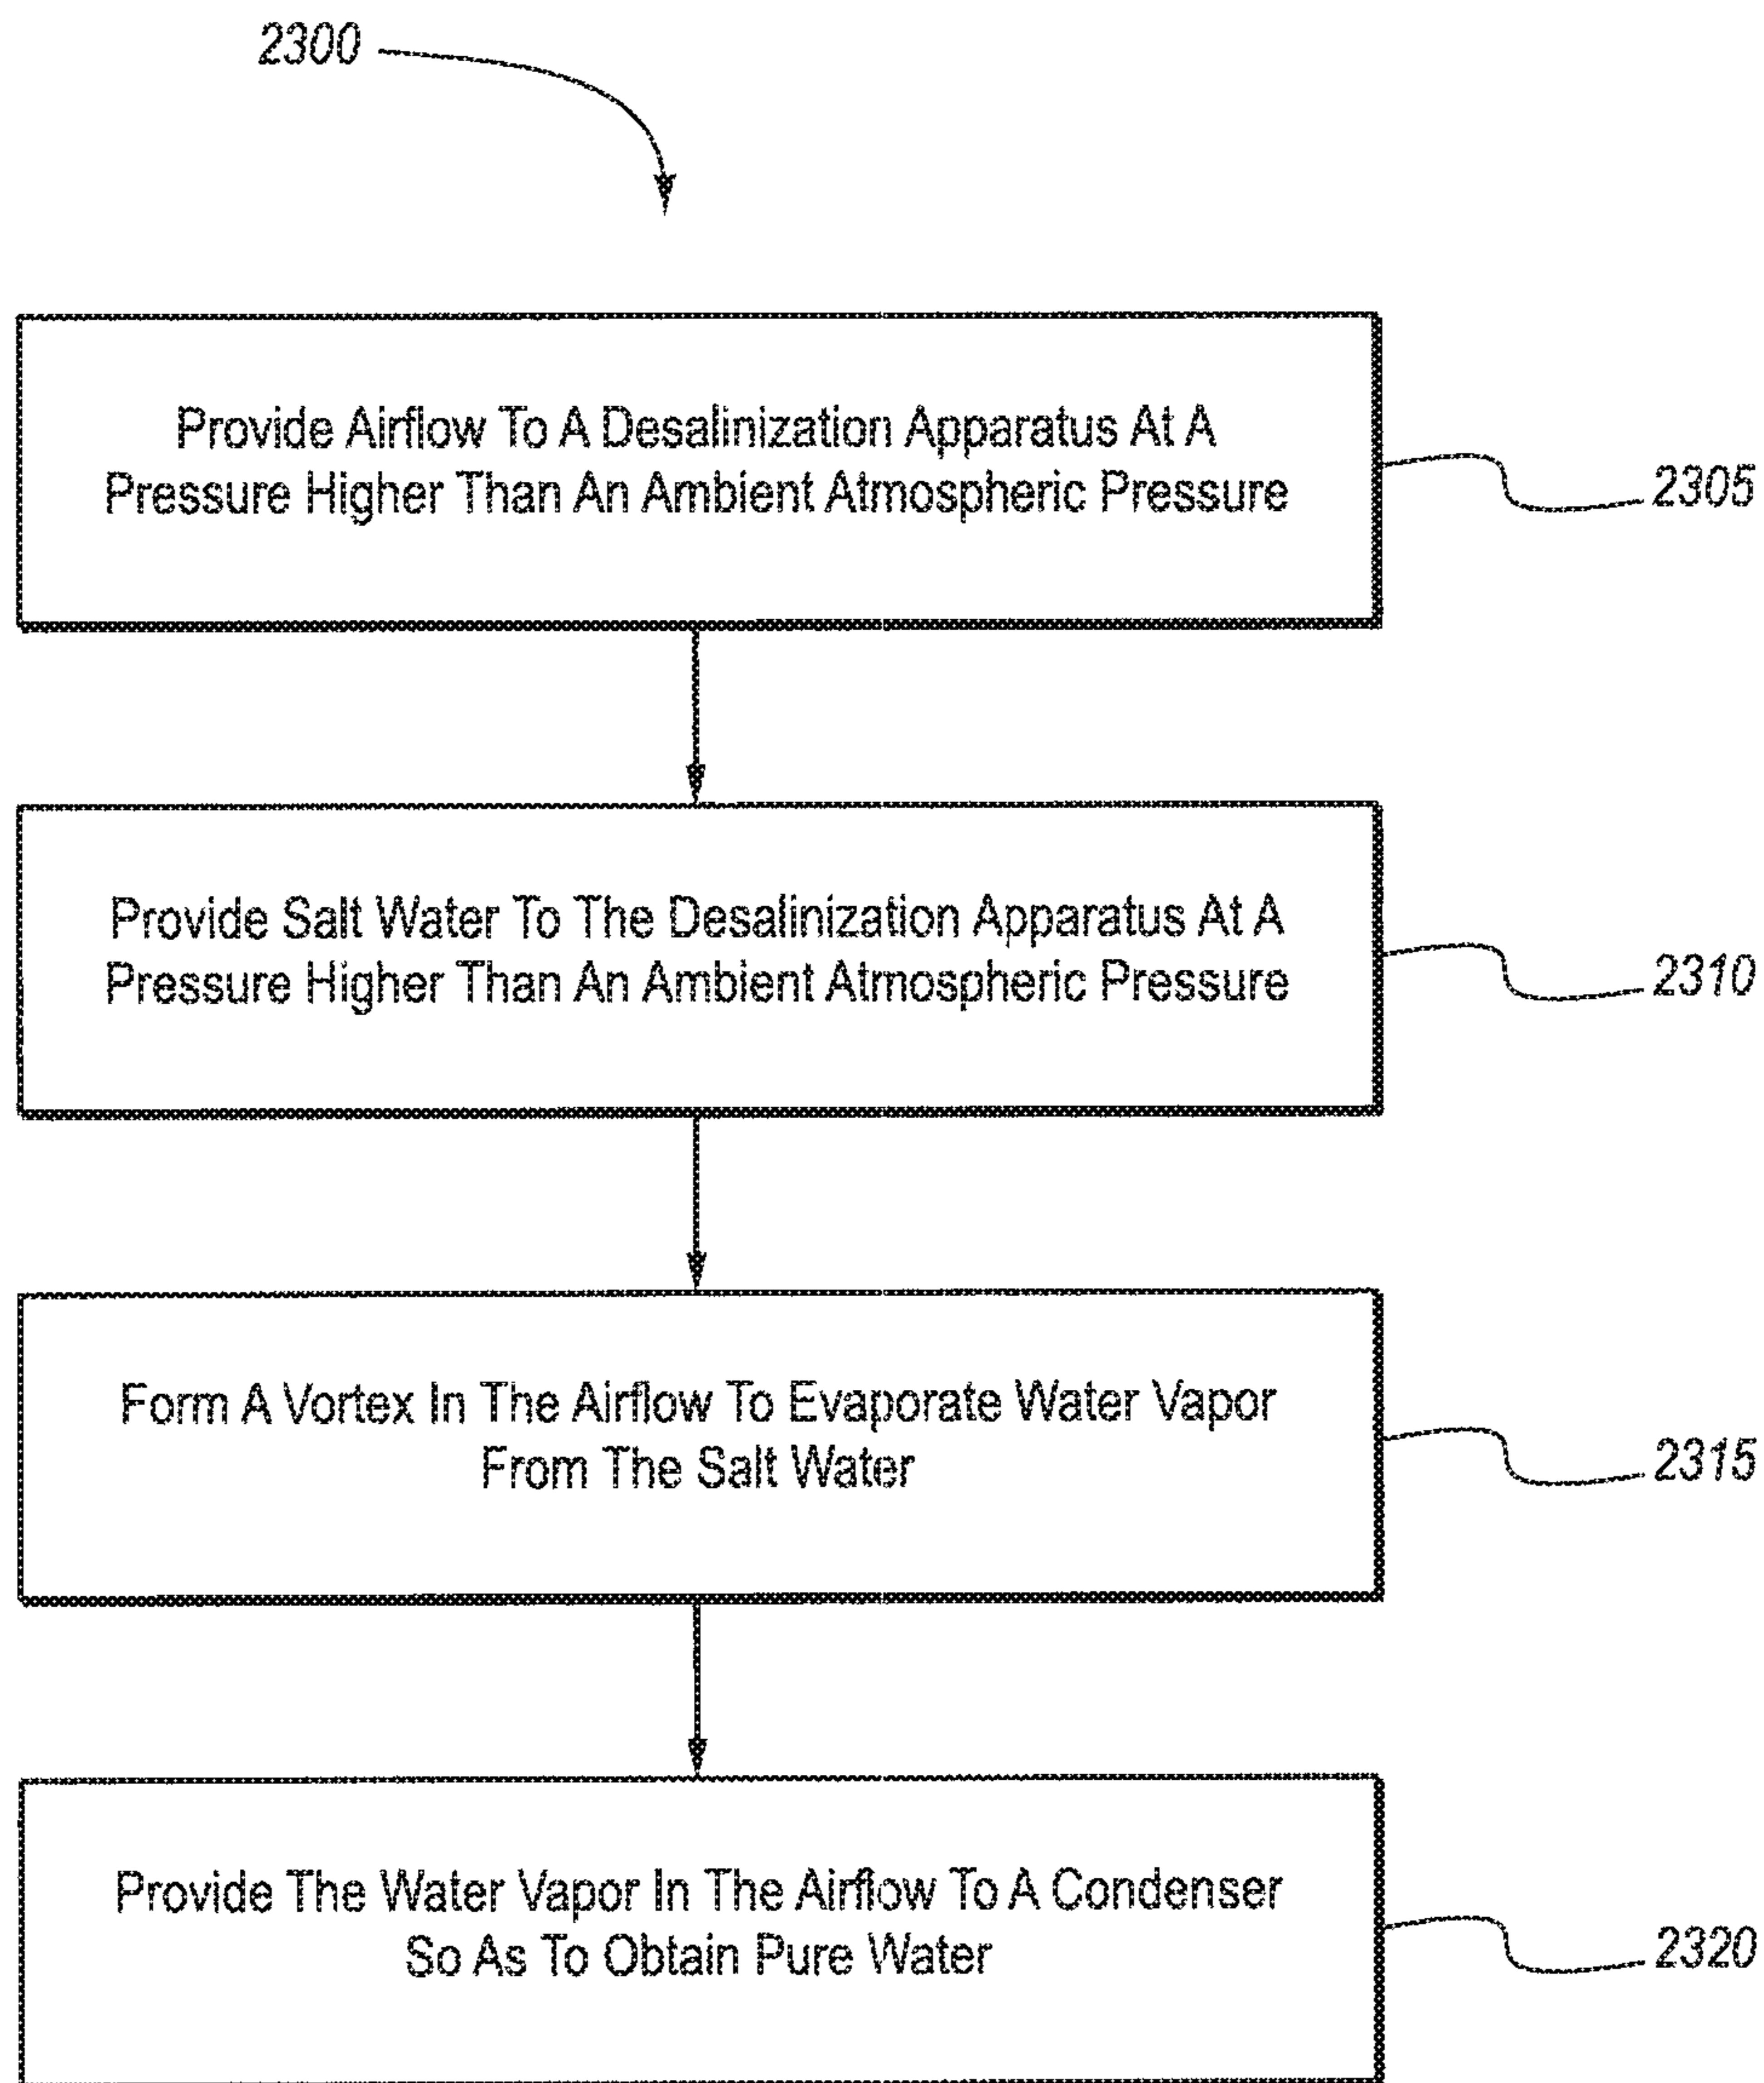 2300
Provide Airflow To A Desalinization Apparatus At A
Pressure Higher Than An Ambient Atmospheric Pressure
2305
Provide Salt Water To The Desalinization Apparatus At A
Pressure Higher Than An Ambient Atmospheric Pressure
2310
Form A Vortex In The Airflow To Evaporate Water Vapor
From The Salt Water
2315
Provide The Water Vapor In The Airflow To A Condenser
So As To Obtain Pure Water
2320